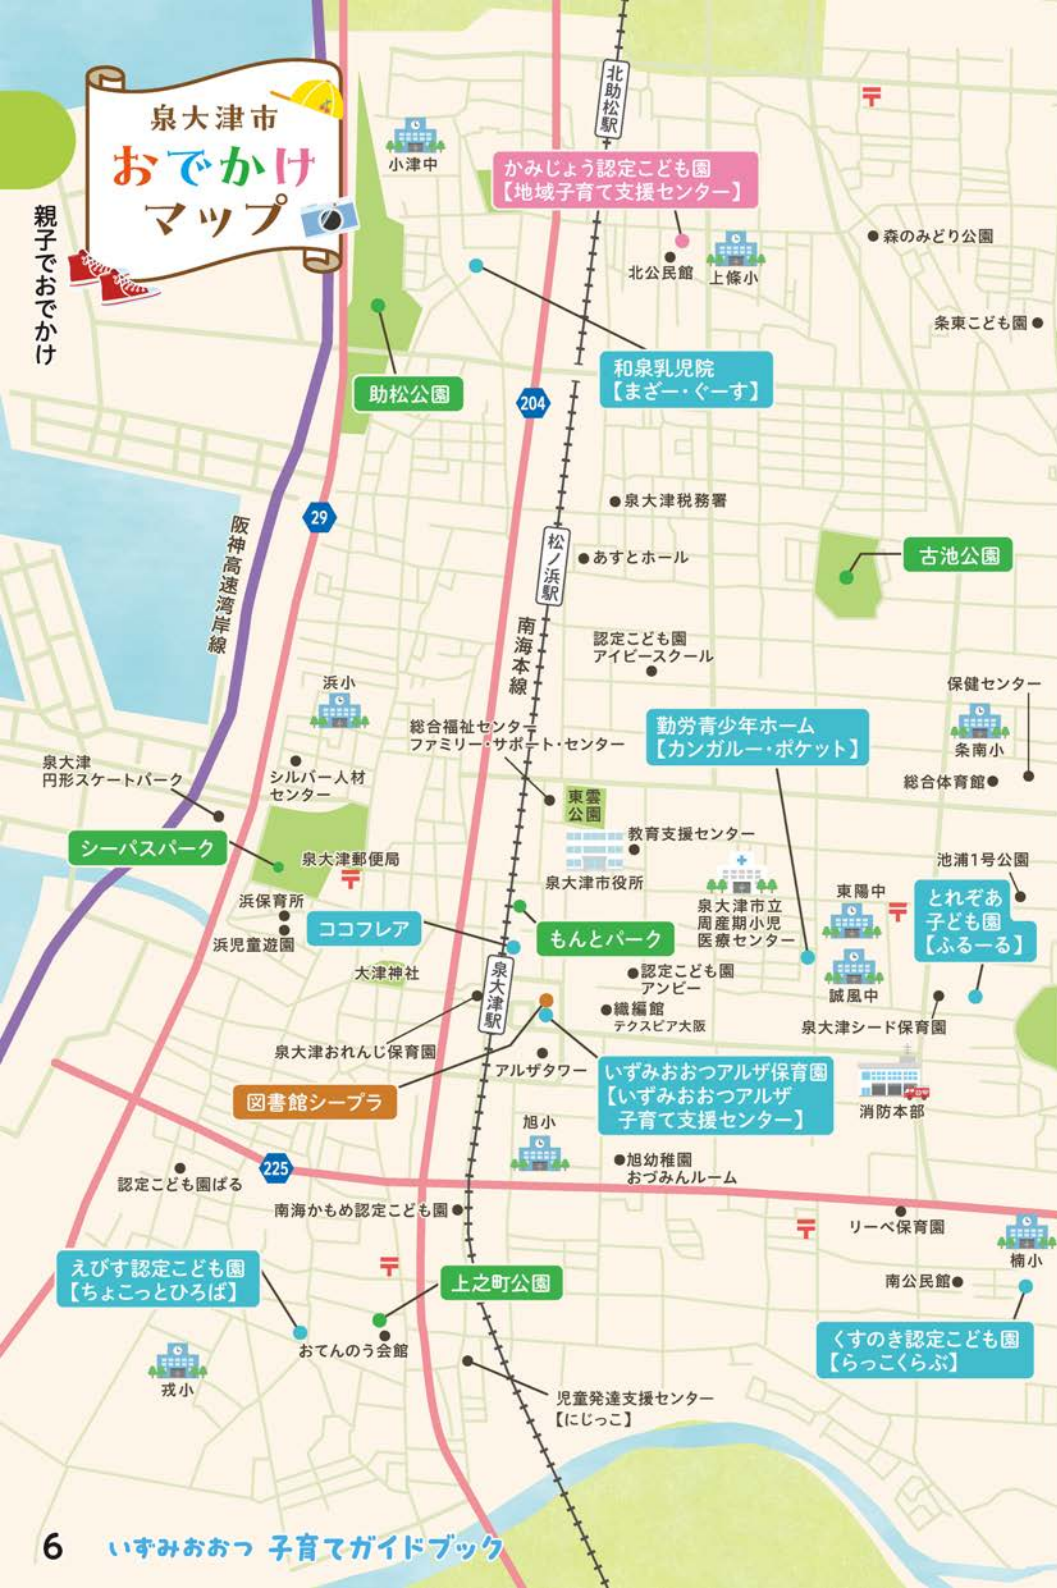 泉大津市
おでかけ
マップ
親子でおでかけ
北助松駅
小津中
かみじょう認定こども園
【地域子育て支援センター】
北公民館
上條小
森のみどり公園
条東こども園
和泉乳児院
【まざー・ぐーす】
助松公園
204
29
泉大津税務署
松ノ浜駅
あすとホール
古池公園
阪神高速湾岸線
南海本線
認定こども園
アイビースクール
浜小
保健センター
条南小
総合体育館
総合福祉センター
ファミリー・サポート・センター
勤労青少年ホーム
【カンガルー・ポケット】
泉大津
円形スケートパーク
シルバー人材
センター
東雲
公園
教育支援センター
シーパスパーク
泉大津郵便局
泉大津市役所
泉大津市立
周産期小児
医療センター
東陽中
池浦1号公園
とれぞあ
子ども園
【ふるーる】
浜保育所
浜児童遊園
ココフレア
もんとパーク
大津神社
泉大津駅
認定こども園
アンビー
誠風中
織編館
テクスピア大阪
泉大津シード保育園
泉大津おれんじ保育園
アルザタワー
いずみおおつアルザ保育園
【いずみおおつアルザ
子育て支援センター】
図書館シープラ
消防本部
旭小
225
旭幼稚園
おづみんルーム
認定こども園ぱる
南海かもめ認定こども園
リーベ保育園
楠小
えびす認定こども園
【ちょこっとひろば】
上之町公園
南公民館
くすのき認定こども園
【らっこくらぶ】
おてんのう会館
戎小
児童発達支援センター
【にじっこ】
6
いずみおおつ 子育てガイドブック